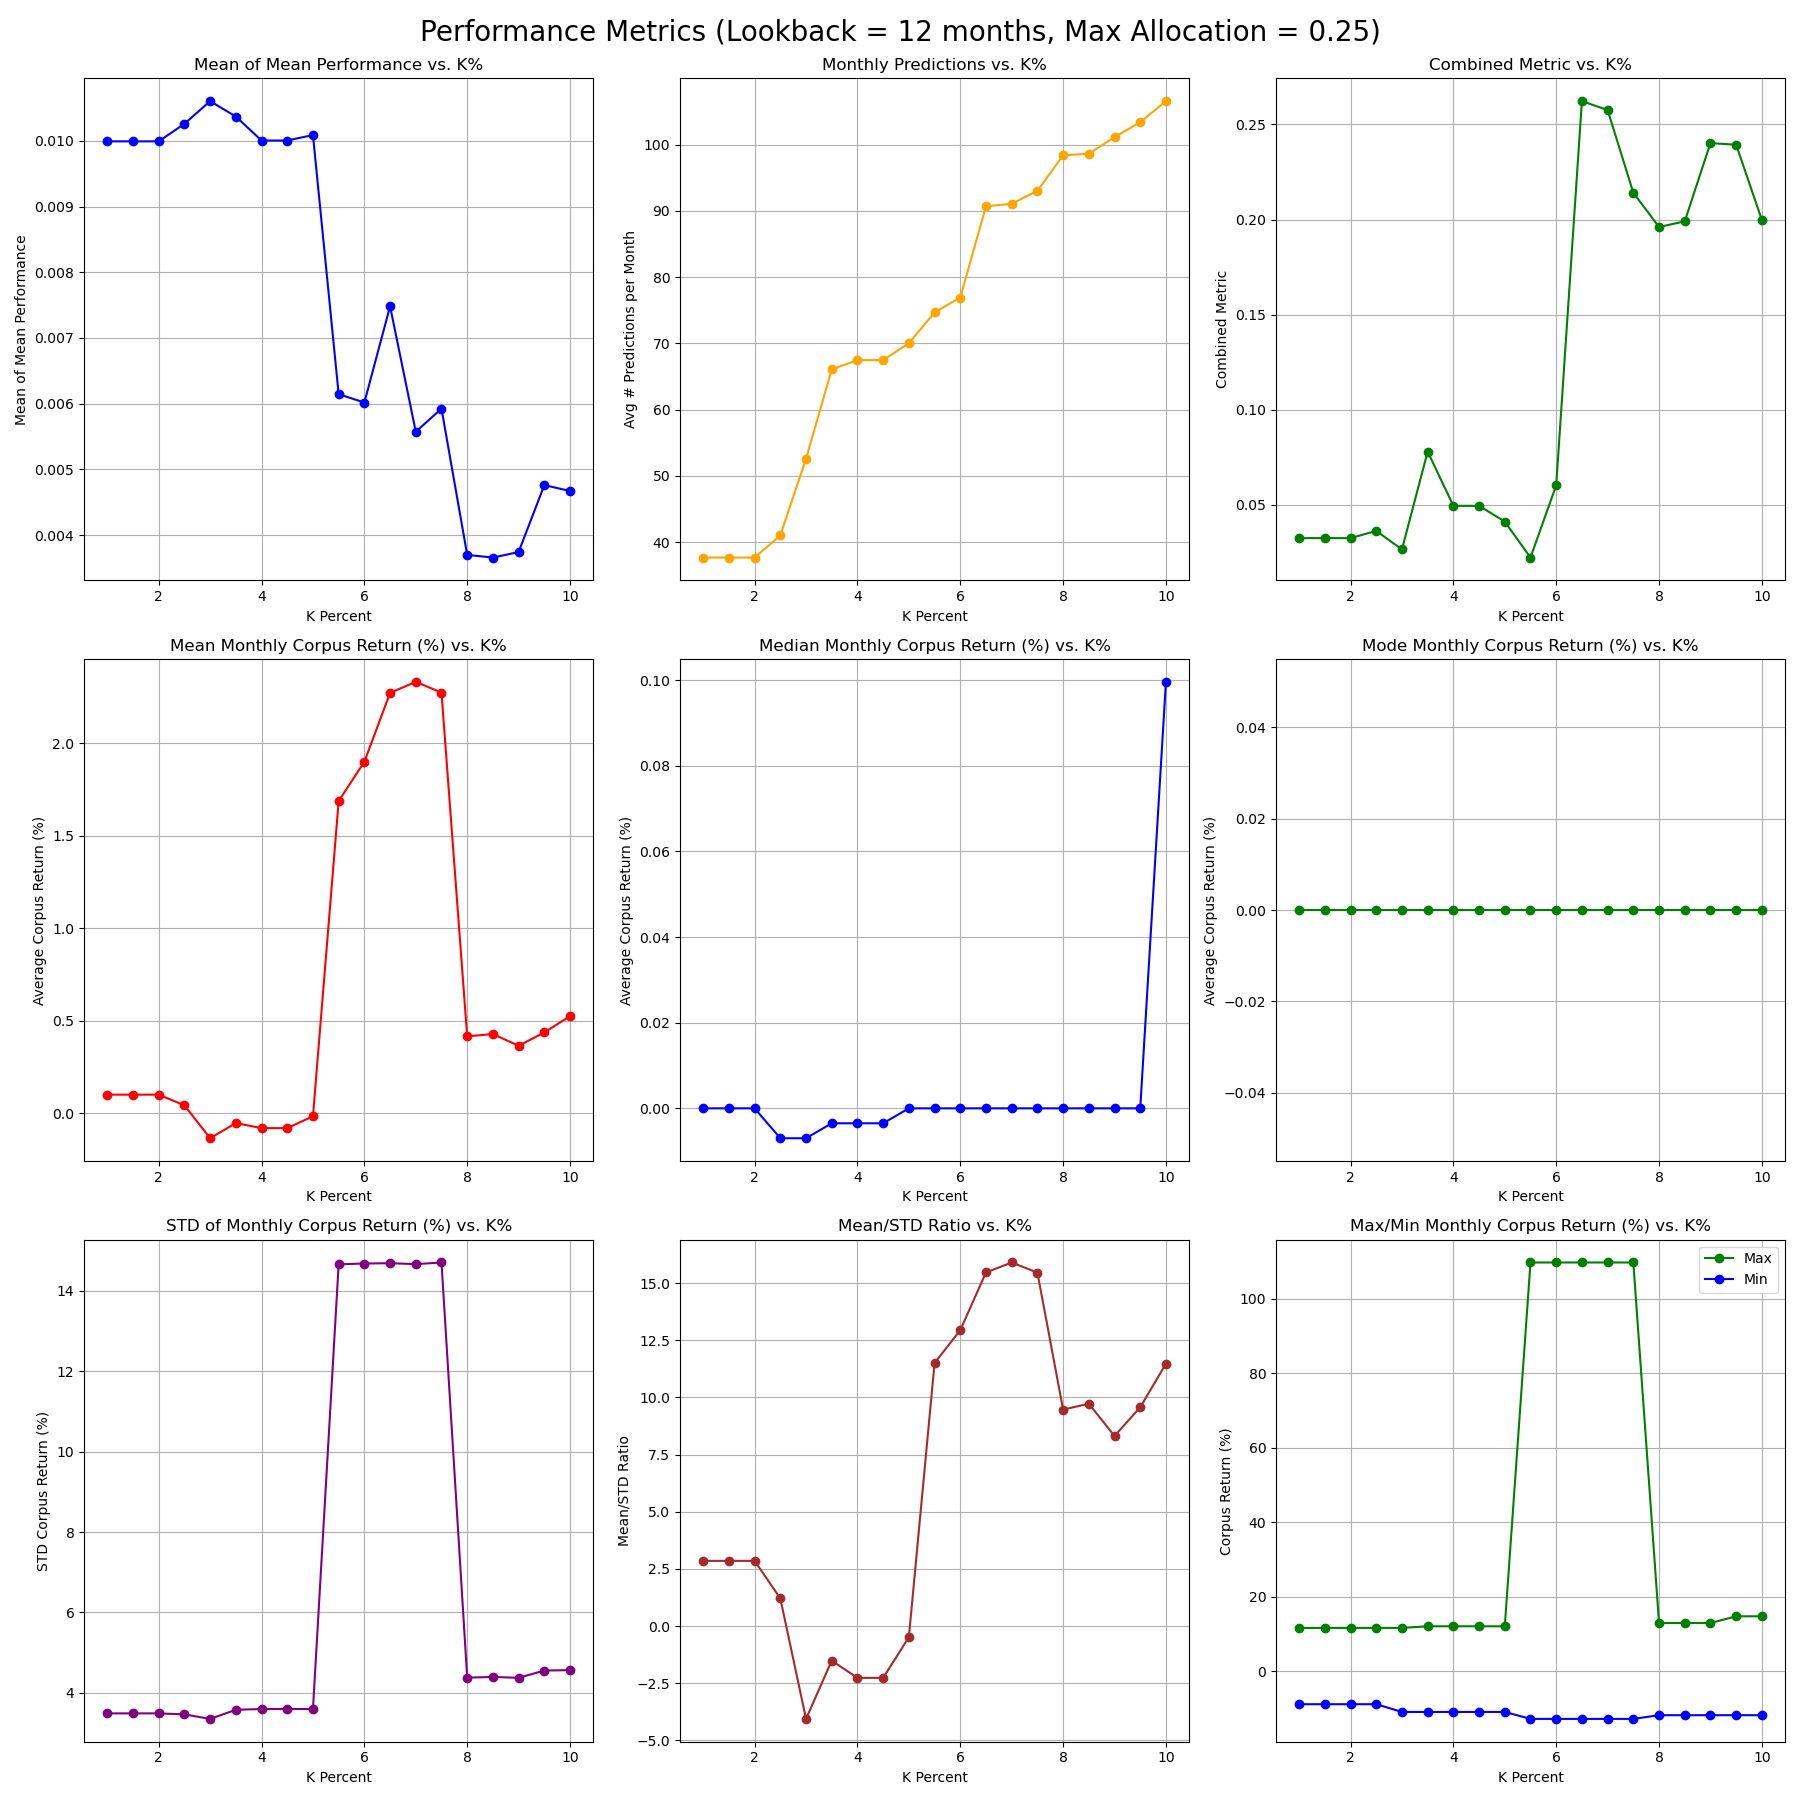 Performance Metrics (Lookback = 12 months, Max Allocation = 0.25)
Mean of Mean Performance vs. K%
Mean of Mean Performance
0.010
0.009
0.008
0.007
0.006
0.005
0.004
2 4 6 8 10
K Percent
Monthly Predictions vs. K%
Avg # Predictions per Month
100
90
80
70
60
50
40
2 4 6 8 10
K Percent
Combined Metric vs. K%
Combined Metric
0.25
0.20
0.15
0.10
0.05
2 4 6 8 10
K Percent
Mean Monthly Corpus Return (%) vs. K%
Average Corpus Return (%)
2.0
1.5
1.0
0.5
0.0
2 4 6 8 10
K Percent
Median Monthly Corpus Return (%) vs. K%
Average Corpus Return (%)
0.10
0.08
0.06
0.04
0.02
0.00
2 4 6 8 10
K Percent
Mode Monthly Corpus Return (%) vs. K%
Average Corpus Return (%)
0.04
0.02
0.00
−0.02
−0.04
2 4 6 8 10
K Percent
STD of Monthly Corpus Return (%) vs. K%
STD Corpus Return (%)
14
12
10
8
6
4
2 4 6 8 10
K Percent
Mean/STD Ratio vs. K%
Mean/STD Ratio
15.0
12.5
10.0
7.5
5.0
2.5
0.0
−2.5
−5.0
2 4 6 8 10
K Percent
Max/Min Monthly Corpus Return (%) vs. K%
Corpus Return (%)
Max
Min
100
80
60
40
20
0
2 4 6 8 10
K Percent